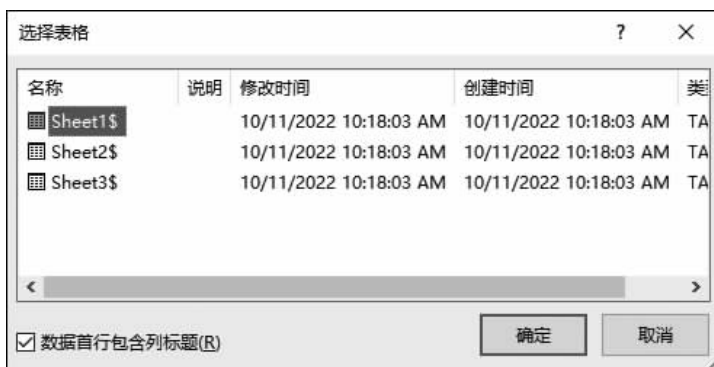 选择表格 ? ×
名称 说明 修改时间 创建时间
Sheet1$ 10/11/2022 10:18:03 AM 10/11/2022 10:18:03 AM TA
Sheet2$ 10/11/2022 10:18:03 AM 10/11/2022 10:18:03 AM TA
Sheet3$ 10/11/2022 10:18:03 AM 10/11/2022 10:18:03 AM TA
数据首行包含列标题(R) 确定 取消